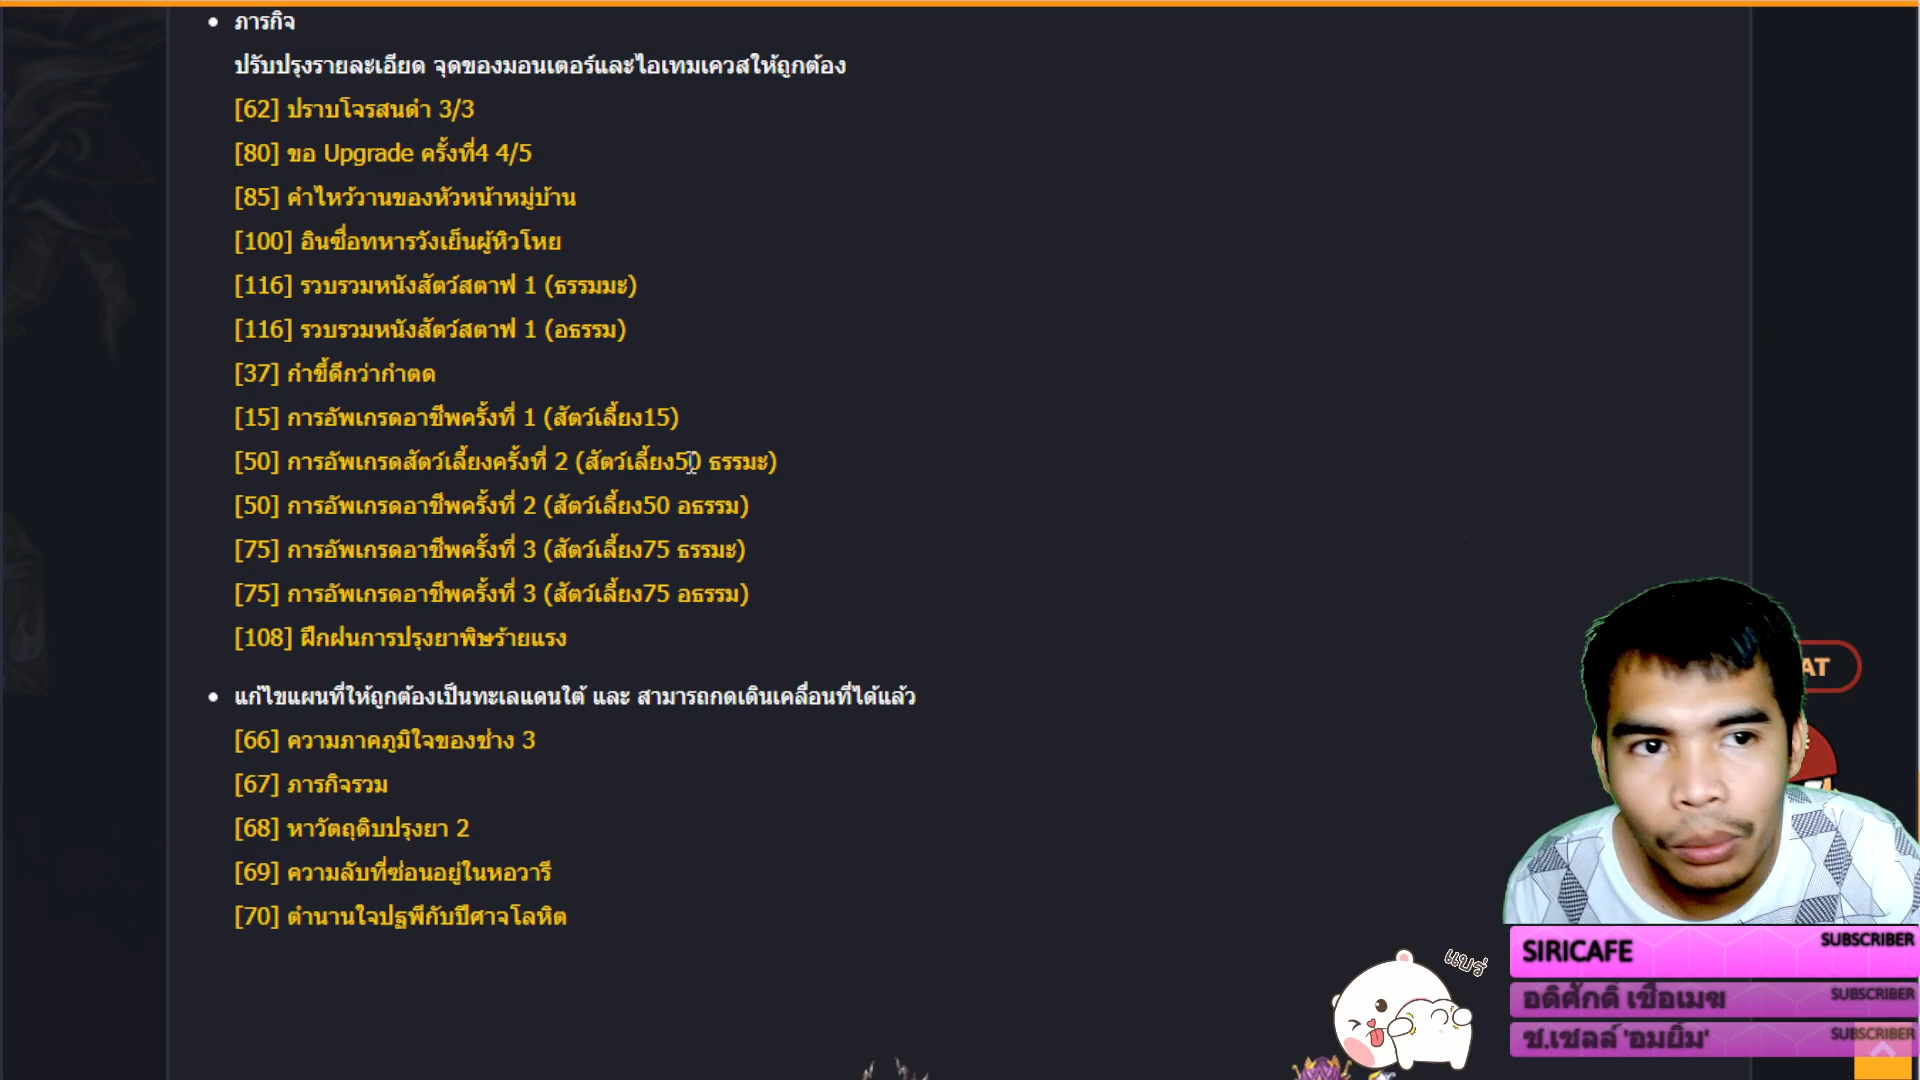 ภารกิจ
ปรับปรุงรายละเอียด จุดของมอนเตอร์และไอเทมเควสให้ถูกต้อง
[62] ปราบโจรสนดำ 3/3
[80] ขอ Upgrade ครั้งที่4 4/5
[85] คำไหว้วานของหัวหน้าหมู่บ้าน
[100] อินซื่อทหารวังเย็นผู้หิวโหย
[116] รวบรวมหนังสัตว์สตาฟ 1 (ธรรมมะ)
[116] รวบรวมหนังสัตว์สตาฟ 1 (อธรรม)
[37] กำขี้ดีกว่ากำตด
[15] การอัพเกรดอาชีพครั้งที่ 1 (สัตว์เลี้ยง15)
[50] การอัพเกรดสัตว์เลี้ยงครั้งที่ 2 (สัตว์เลี้ยง50 ธรรมะ)
[50] การอัพเกรดอาชีพครั้งที่ 2 (สัตว์เลี้ยง50 อธรรม)
[75] การอัพเกรดอาชีพครั้งที่ 3 (สัตว์เลี้ยง75 ธรรมะ)
[75] การอัพเกรดอาชีพครั้งที่ 3 (สัตว์เลี้ยง75 อธรรม)
[108] ฝึกฝนการปรุงยาพิษร้ายแรง
แก้ไขแผนที่ให้ถูกต้องเป็นทะเลแดนใต้ และ สามารถกดเดินเคลื่อนที่ได้แล้ว
[66] ความภาคภูมิใจของช่าง 3
[67] ภารกิจรวม
[68] หาวัตถุดิบปรุงยา 2
[69] ความลับที่ซ่อนอยู่ในหอวารี
[70] ตำนานใจปฐพีกับปีศาจโลหิต
แบร่
SIRICAFE SUBSCRIBER
อดิศักดิ์ เชื้อเมฆ SUBSCRIBER
ช.เชลล์ 'อมยิ้ม' SUBSCRIBER